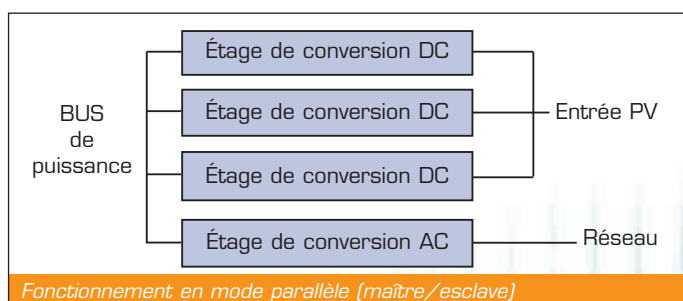 Étage de conversion DC
Étage de conversion DC
BUS
de
puissance
Entrée PV
Étage de conversion DC
Étage de conversion AC
Réseau
Fonctionnement en mode parallèle (maître/esclave)